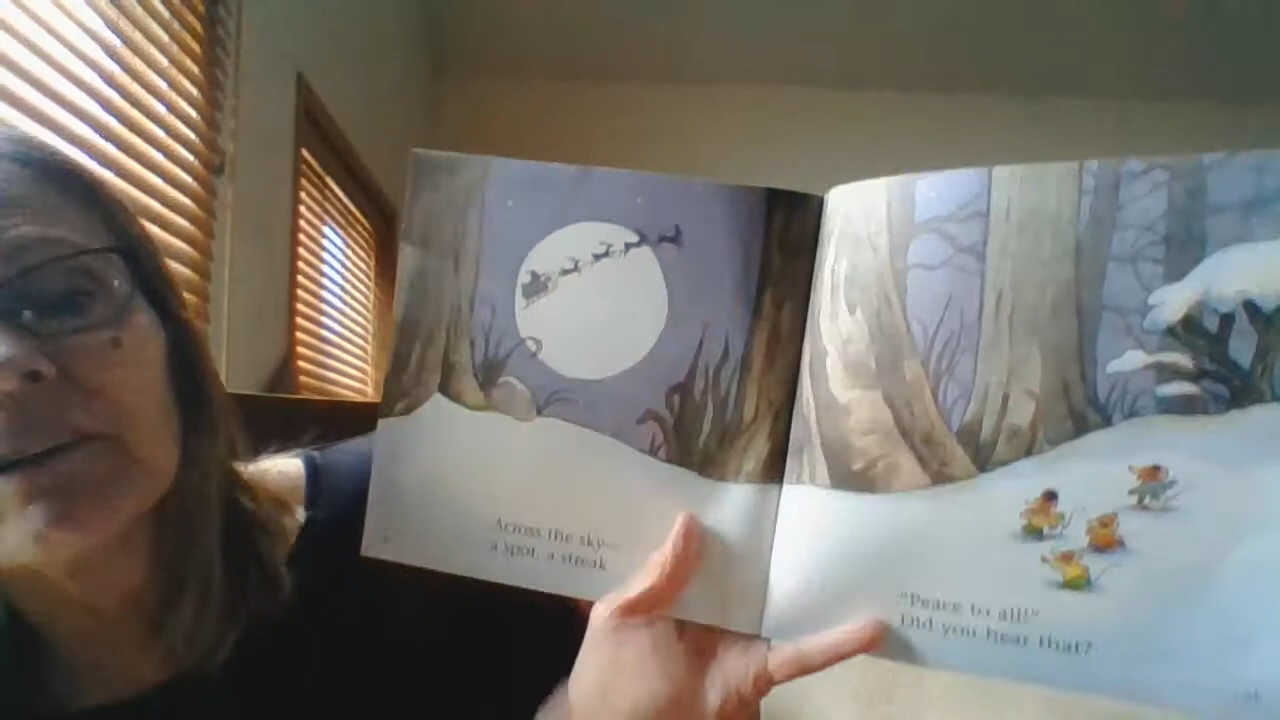 Across the sky...
a spot, a streak
"Peace to all!"
Did you hear that?